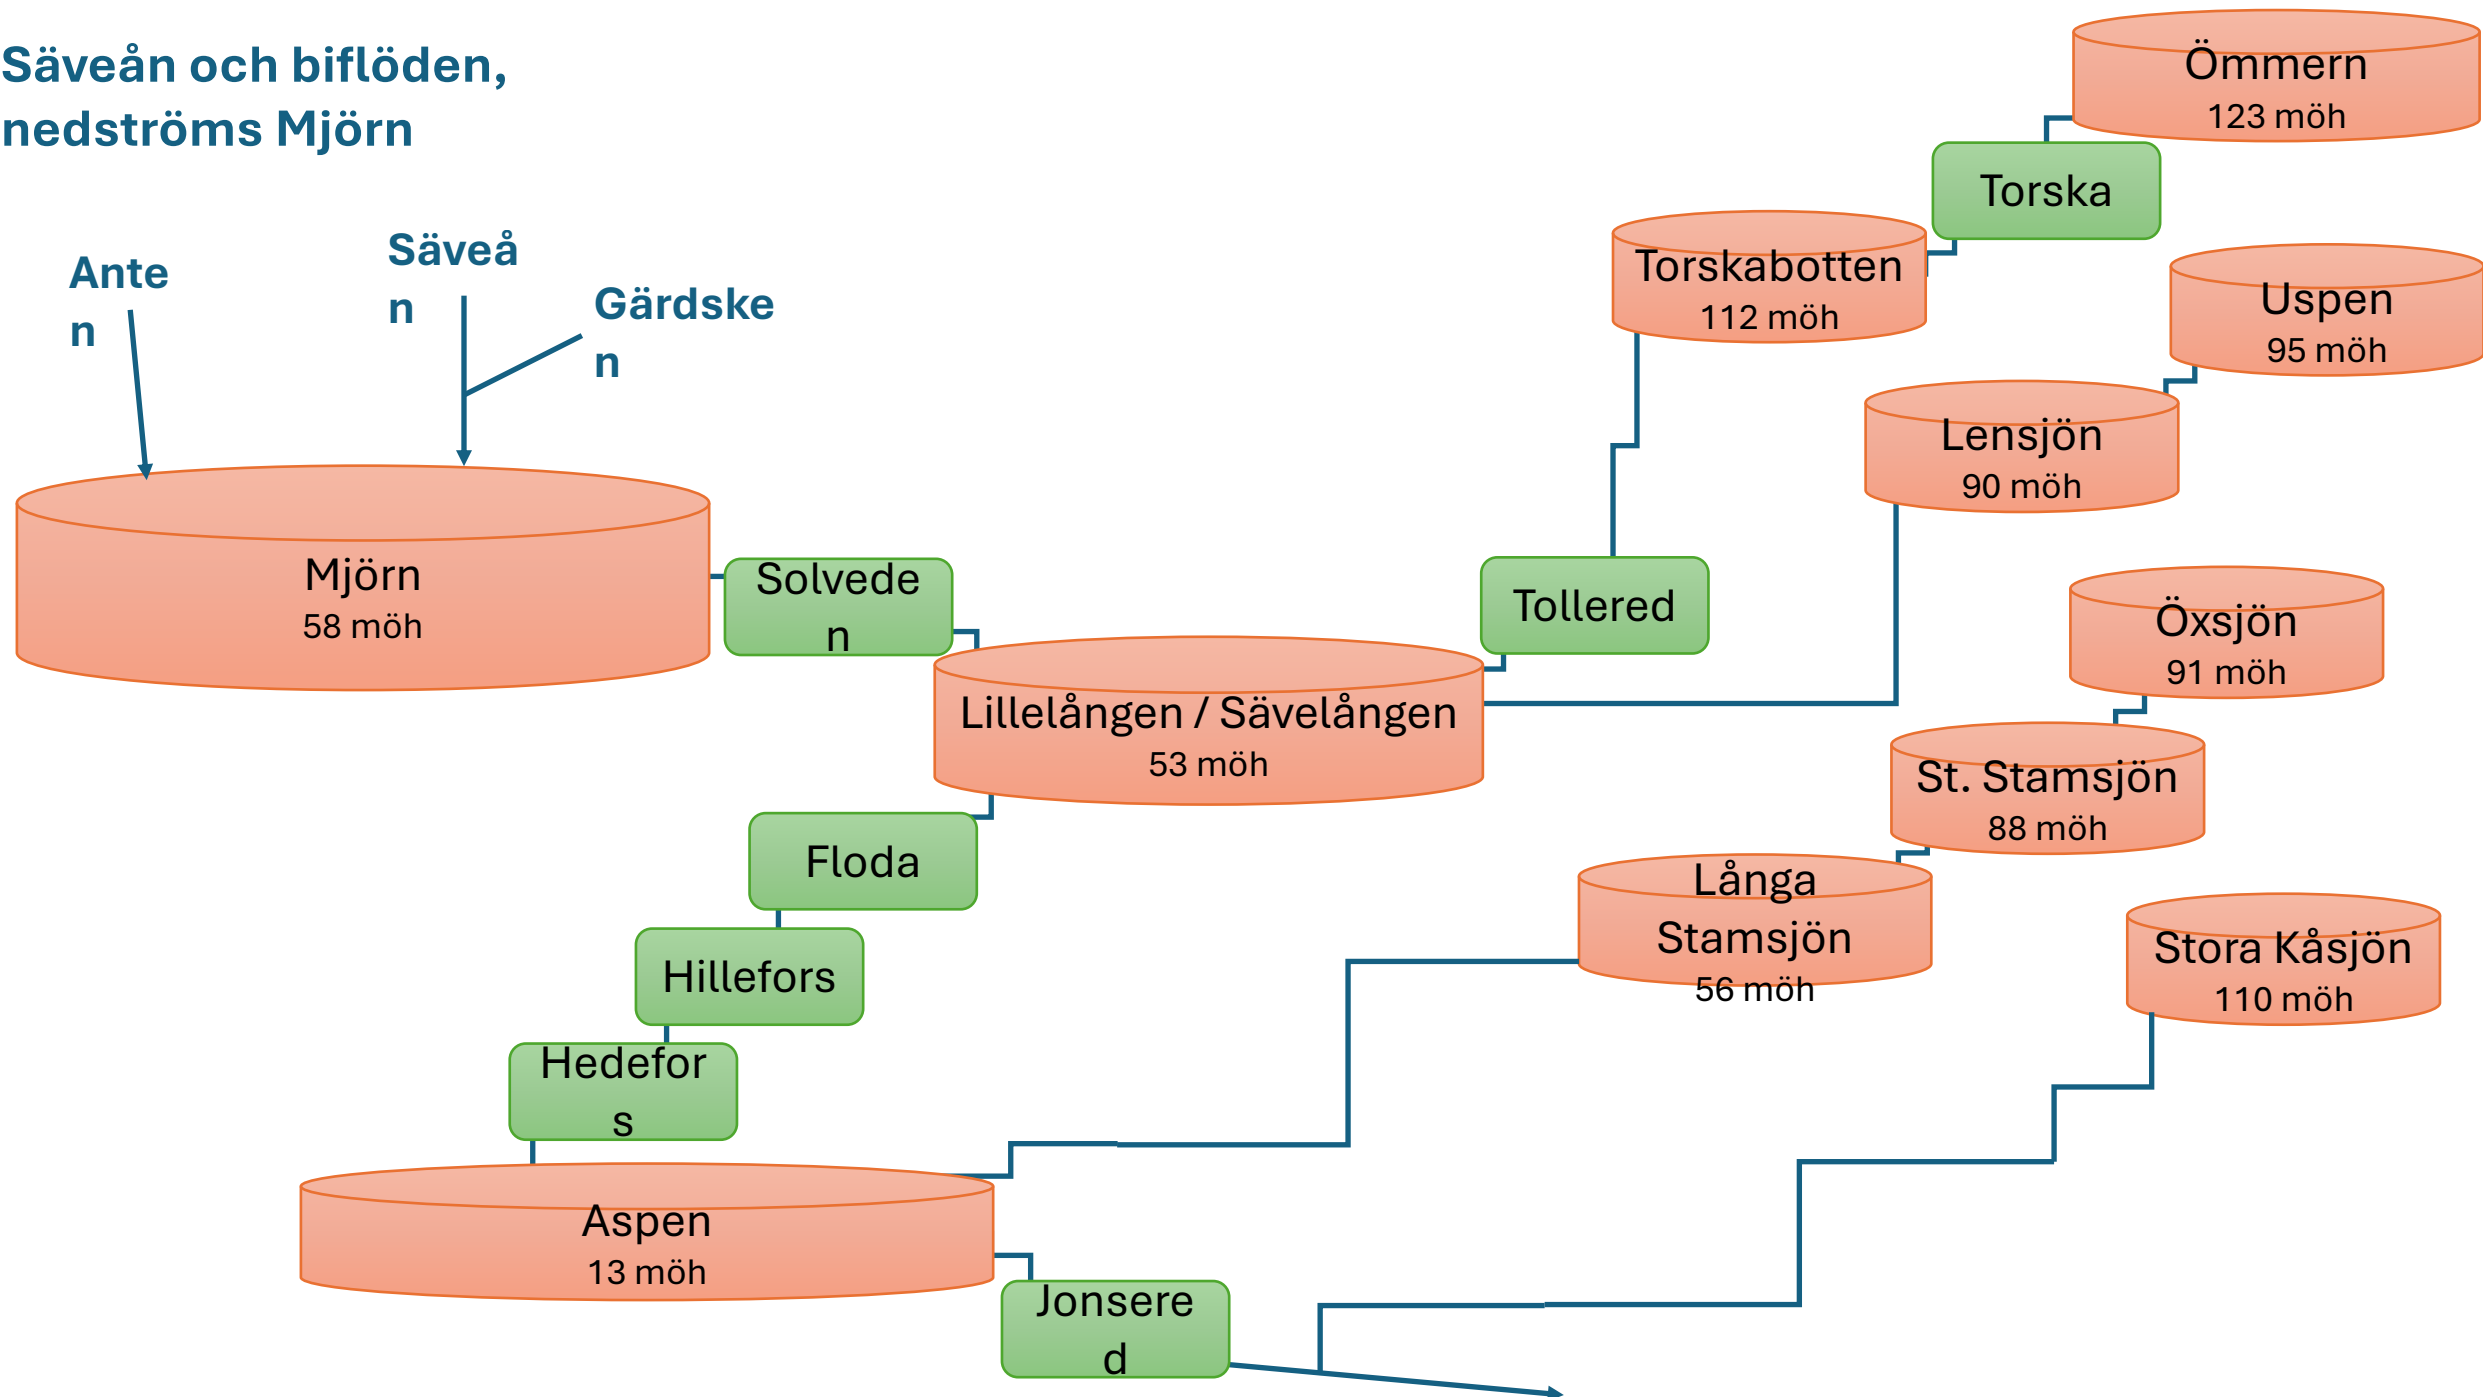 Säveån och biflöden,
nedströms Mjörn
Ömmern
123 möh
Torska
Torskabotten
112 möh
Uspen
95 möh
Ante
n
Säveå
n
Gärdske
n
Lensjön
90 möh
Mjörn
58 möh
Solvede
n
Tollered
Öxsjön
91 möh
Lillelången / Sävelången
53 möh
St. Stamsjön
88 möh
Floda
Långa
Stamsjön
56 möh
Stora Kåsjön
110 möh
Hillefors
Hedefor
s
Aspen
13 möh
Jonsere
d